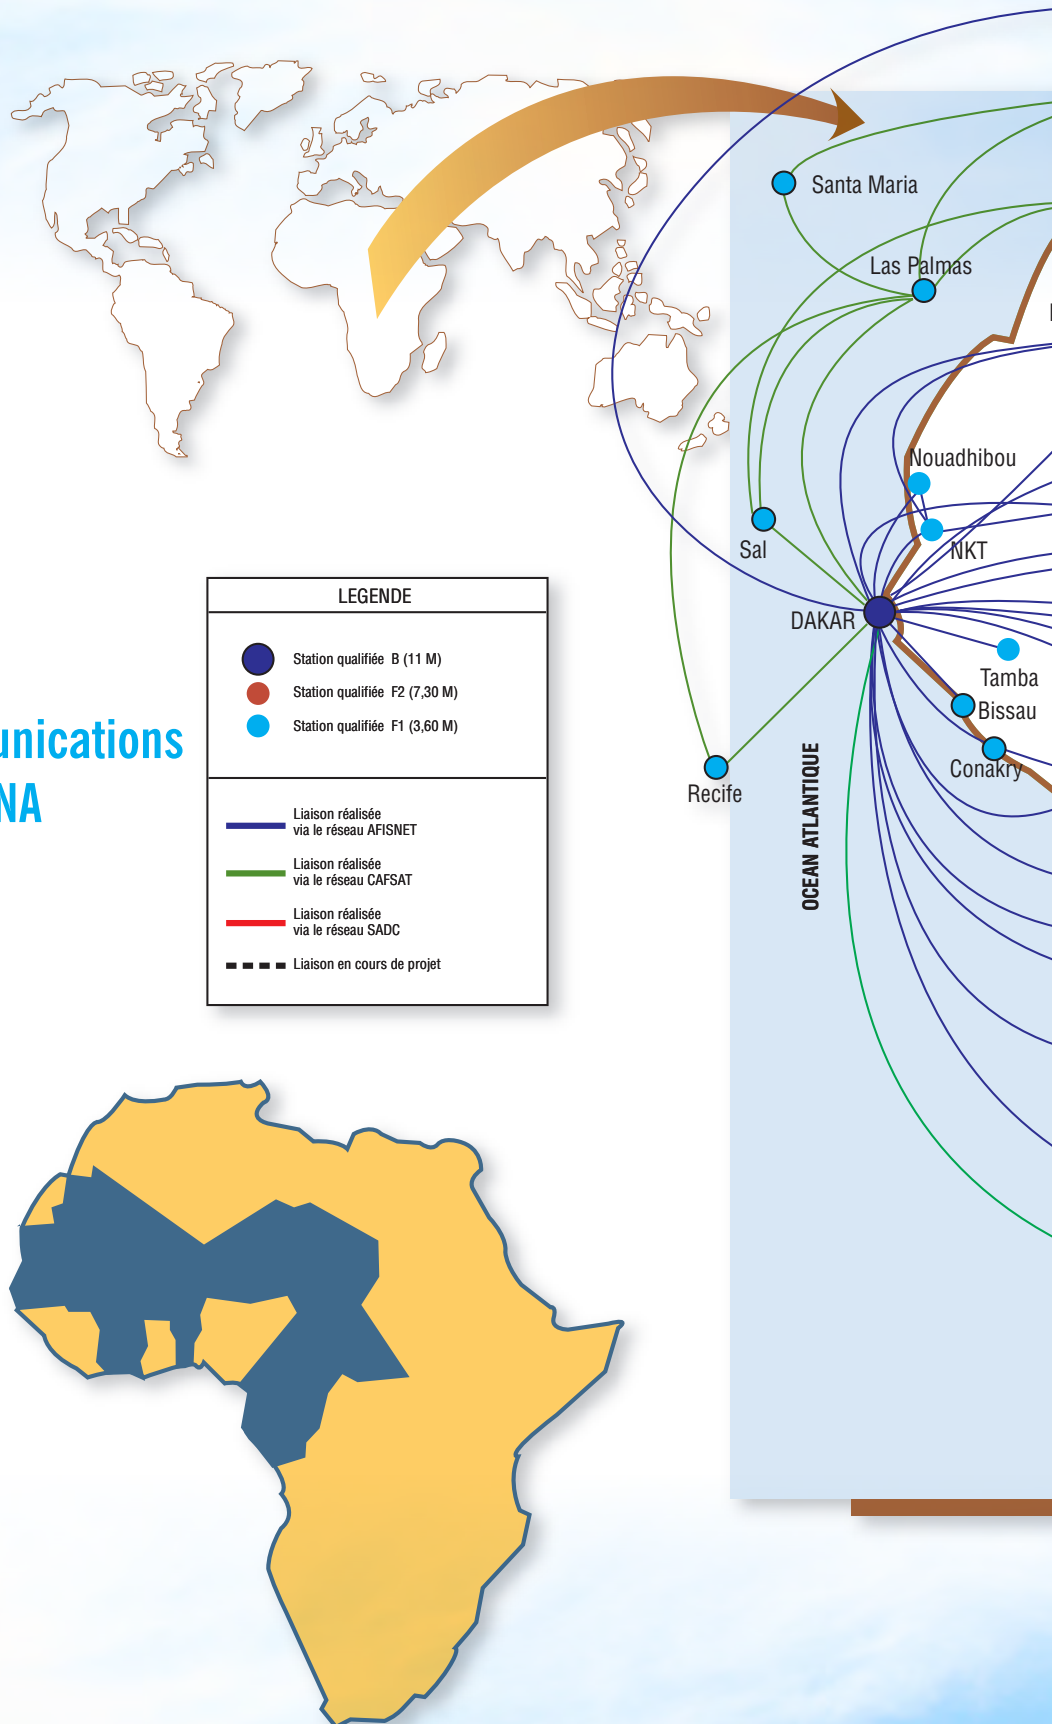 Santa Maria
Las Palmas
Nouadhibou
NKT
Sal
DAKAR
Tamba
Bissau
Conakry
Recife
OCEAN ATLANTIQUE
LEGENDE
Station qualifiée B (11 M)
Station qualifiée F2 (7,30 M)
Station qualifiée F1 (3,60 M)
Liaison réalisée
via le réseau AFISNET
Liaison réalisée
via le réseau CAFSAT
Liaison réalisée
via le réseau SADC
Liaison en cours de projet
unications
NA